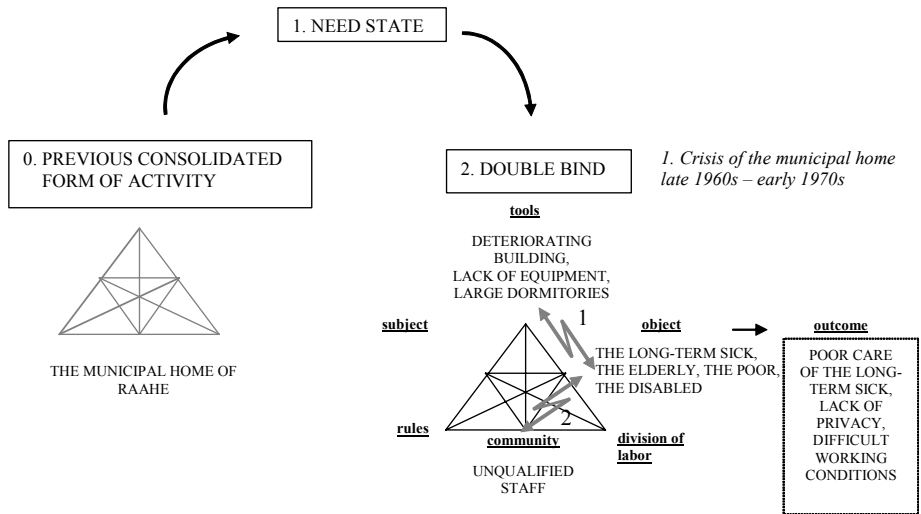 1. NEED STATE
0. PREVIOUS CONSOLIDATED
FORM OF ACTIVITY
THE MUNICIPAL HOME OF
RAAHE
2. DOUBLE BIND
1. Crisis of the municipal home
late 1960s – early 1970s
tools
DETERIORATING
BUILDING,
LACK OF EQUIPMENT,
LARGE DORMITORIES
subject
1
object
outcome
THE LONG-TERM SICK,
THE ELDERLY, THE POOR,
THE DISABLED
POOR CARE
OF THE LONG-
TERM SICK,
LACK OF
PRIVACY,
DIFFICULT
WORKING
CONDITIONS
rules
2
community
division of
labor
UNQUALIFIED
STAFF